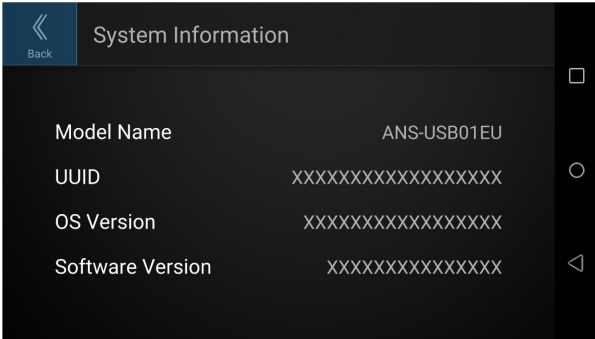 Back
System Information
Model Name ANS-USB01EU
UUID XXXXXXXXXXXXXXXXXX
OS Version XXXXXXXXXXXXXXXXX
Software Version XXXXXXXXXXXXXXX